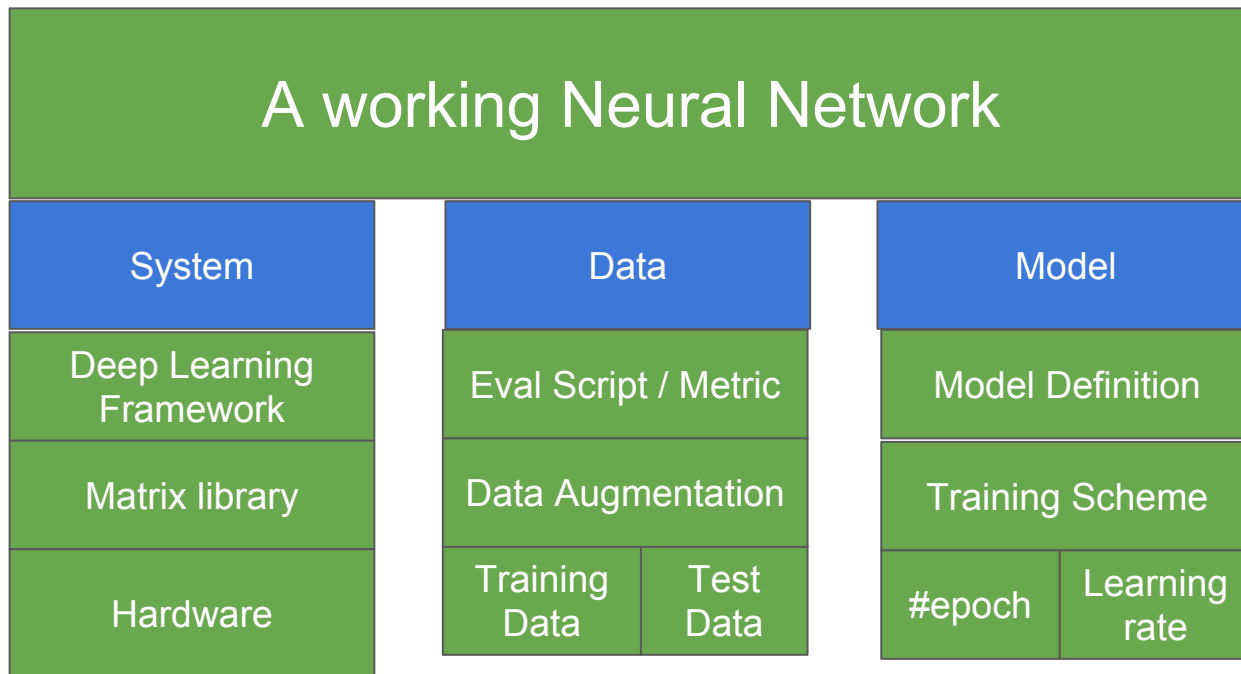 A working Neural Network
System
Data
Model
Deep Learning
Framework
Matrix library
Hardware
Eval Script / Metric
Data Augmentation
Training
Data
Test
Data
Model Definition
Training Scheme
#epoch
Learning
rate